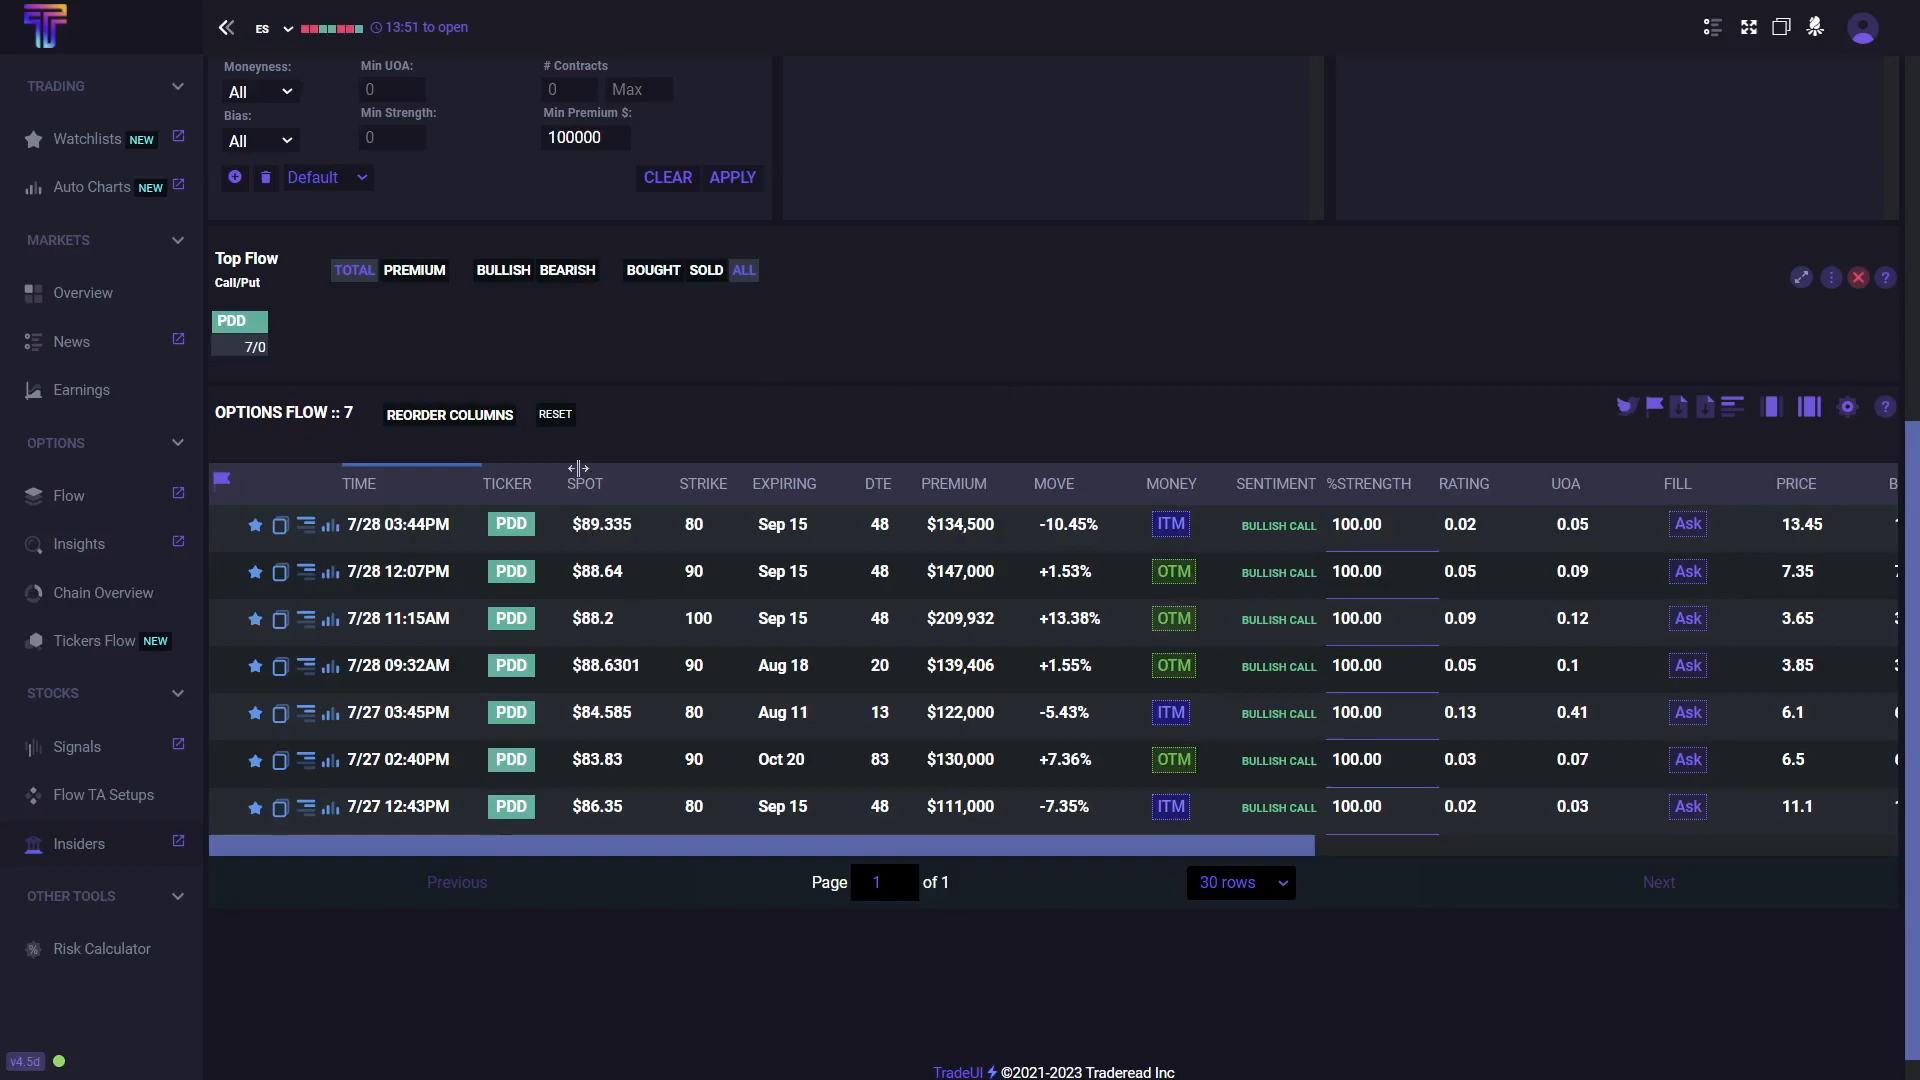 ES 13:51 to open
TRADING
Watchlists NEW
Auto Charts NEW
MARKETS
Overview
News
Earnings
OPTIONS
Flow
Insights
Chain Overview
Tickers Flow NEW
STOCKS
Signals
Flow TA Setups
Insiders
OTHER TOOLS
Risk Calculator
v4.5d
Moneyness: Min UOA: # Contracts
All 0 0 Max
Bias: Min Strength: Min Premium $:
All 0 100000
Default CLEAR APPLY
Top Flow TOTAL PREMIUM BULLISH BEARISH BOUGHT SOLD ALL
Call/Put
PDD
7/0
OPTIONS FLOW :: 7 REORDER COLUMNS RESET
TIME TICKER SPOT STRIKE EXPIRING DTE PREMIUM MOVE MONEY SENTIMENT %STRENGTH RATING UOA FILL PRICE B
7/28 03:44PM PDD $89.335 80 Sep 15 48 $134,500 -10.45% ITM BULLISH CALL 100.00 0.02 0.05 Ask 13.45
7/28 12:07PM PDD $88.64 90 Sep 15 48 $147,000 +1.53% OTM BULLISH CALL 100.00 0.05 0.09 Ask 7.35
7/28 11:15AM PDD $88.2 100 Sep 15 48 $209,932 +13.38% OTM BULLISH CALL 100.00 0.09 0.12 Ask 3.65
7/28 09:32AM PDD $88.6301 90 Aug 18 20 $139,406 +1.55% OTM BULLISH CALL 100.00 0.05 0.1 Ask 3.85
7/27 03:45PM PDD $84.585 80 Aug 11 13 $122,000 -5.43% ITM BULLISH CALL 100.00 0.13 0.41 Ask 6.1
7/27 02:40PM PDD $83.83 90 Oct 20 83 $130,000 +7.36% OTM BULLISH CALL 100.00 0.03 0.07 Ask 6.5
7/27 12:43PM PDD $86.35 80 Sep 15 48 $111,000 -7.35% ITM BULLISH CALL 100.00 0.02 0.03 Ask 11.1
Previous Page 1 of 1 30 rows Next
TradeUI ©2021-2023 Traderead Inc